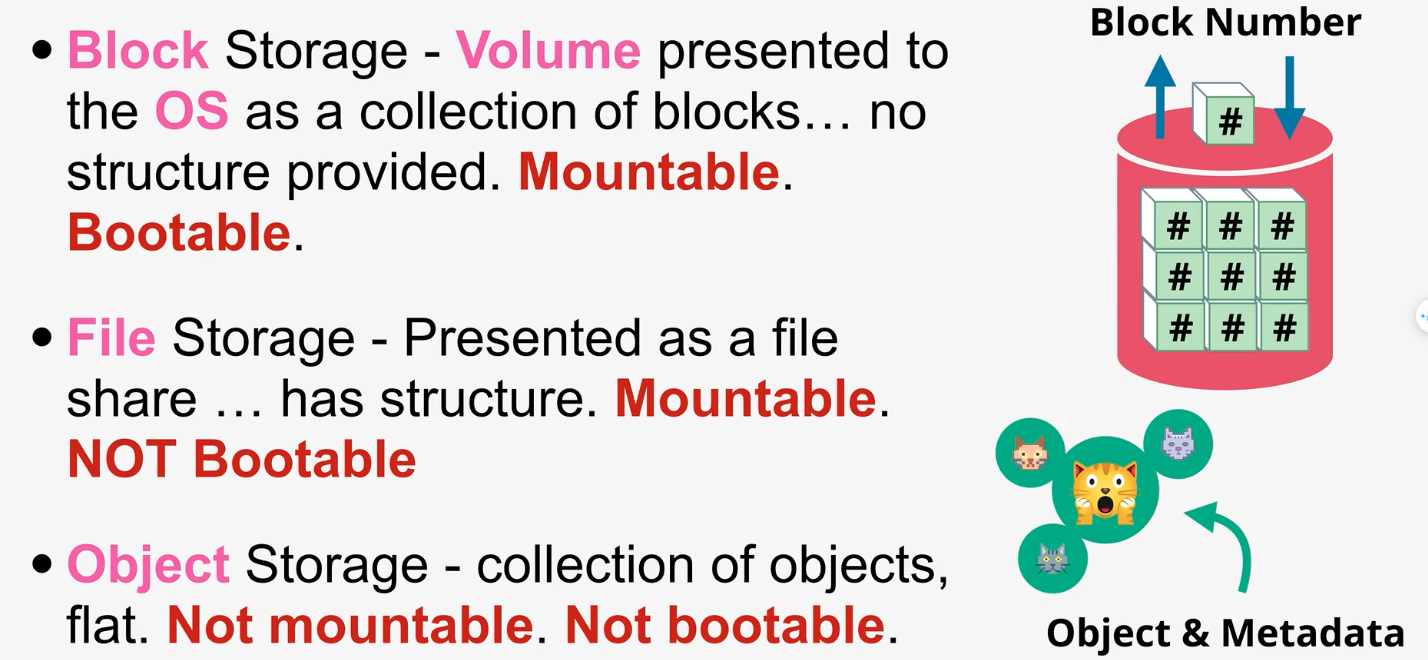 • Block Storage - Volume presented to
the OS as a collection of blocks… no
structure provided. Mountable.
Bootable.
• File Storage - Presented as a file
share … has structure. Mountable.
NOT Bootable
• Object Storage - collection of objects,
flat. Not mountable. Not bootable.
Block Number
#
# # #
# # #
# # #
Object & Metadata